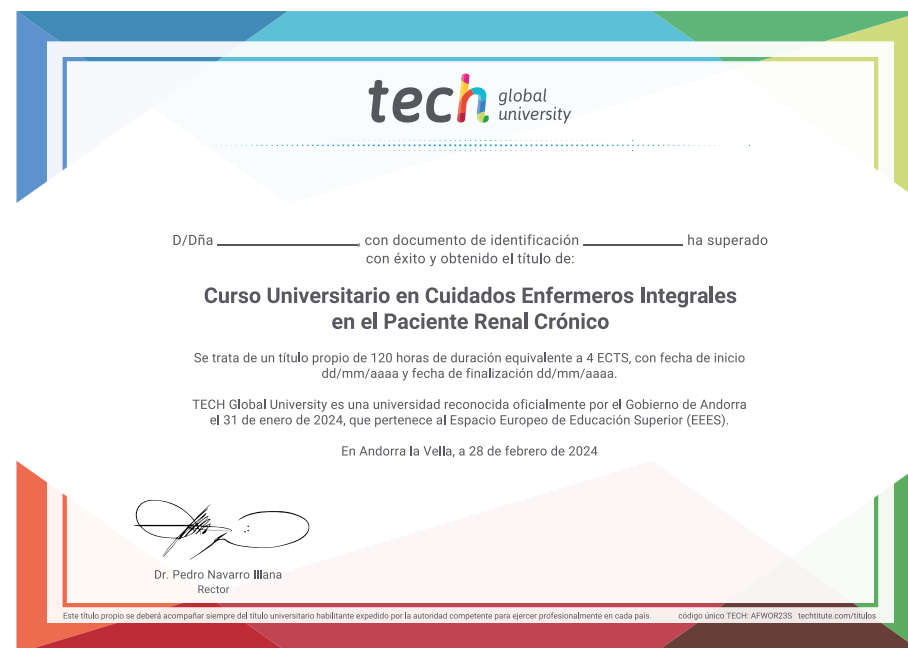 tech global university
D/Dña ______________, con documento de identificación __________ ha superado
con éxito y obtenido el título de:
Curso Universitario en Cuidados Enfermeros Integrales
en el Paciente Renal Crónico
Se trata de un título propio de 120 horas de duración equivalente a 4 ECTS, con fecha de inicio
dd/mm/aaaa y fecha de finalización dd/mm/aaaa.
TECH Global University es una universidad reconocida oficialmente por el Gobierno de Andorra
el 31 de enero de 2024, que pertenece al Espacio Europeo de Educación Superior (EEES).
En Andorra la Vella, a 28 de febrero de 2024
Dr. Pedro Navarro Illana
Rector
Este título propio se deberá acompañar siempre del título universitario habilitante expedido por la autoridad competente para ejercer profesionalmente en cada país. código único TECH: AFWOR23S techtitute.com/titulos